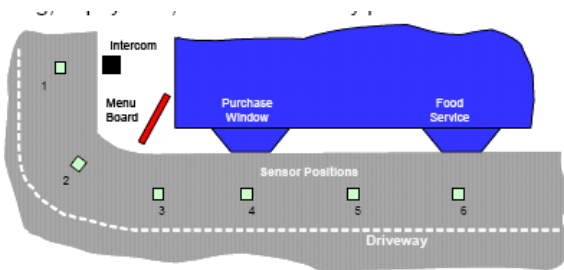 Intercom
1
Menu
Board
Purchase
Window
Food
Service
2
Sensor Positions
3
4
5
6
Driveway